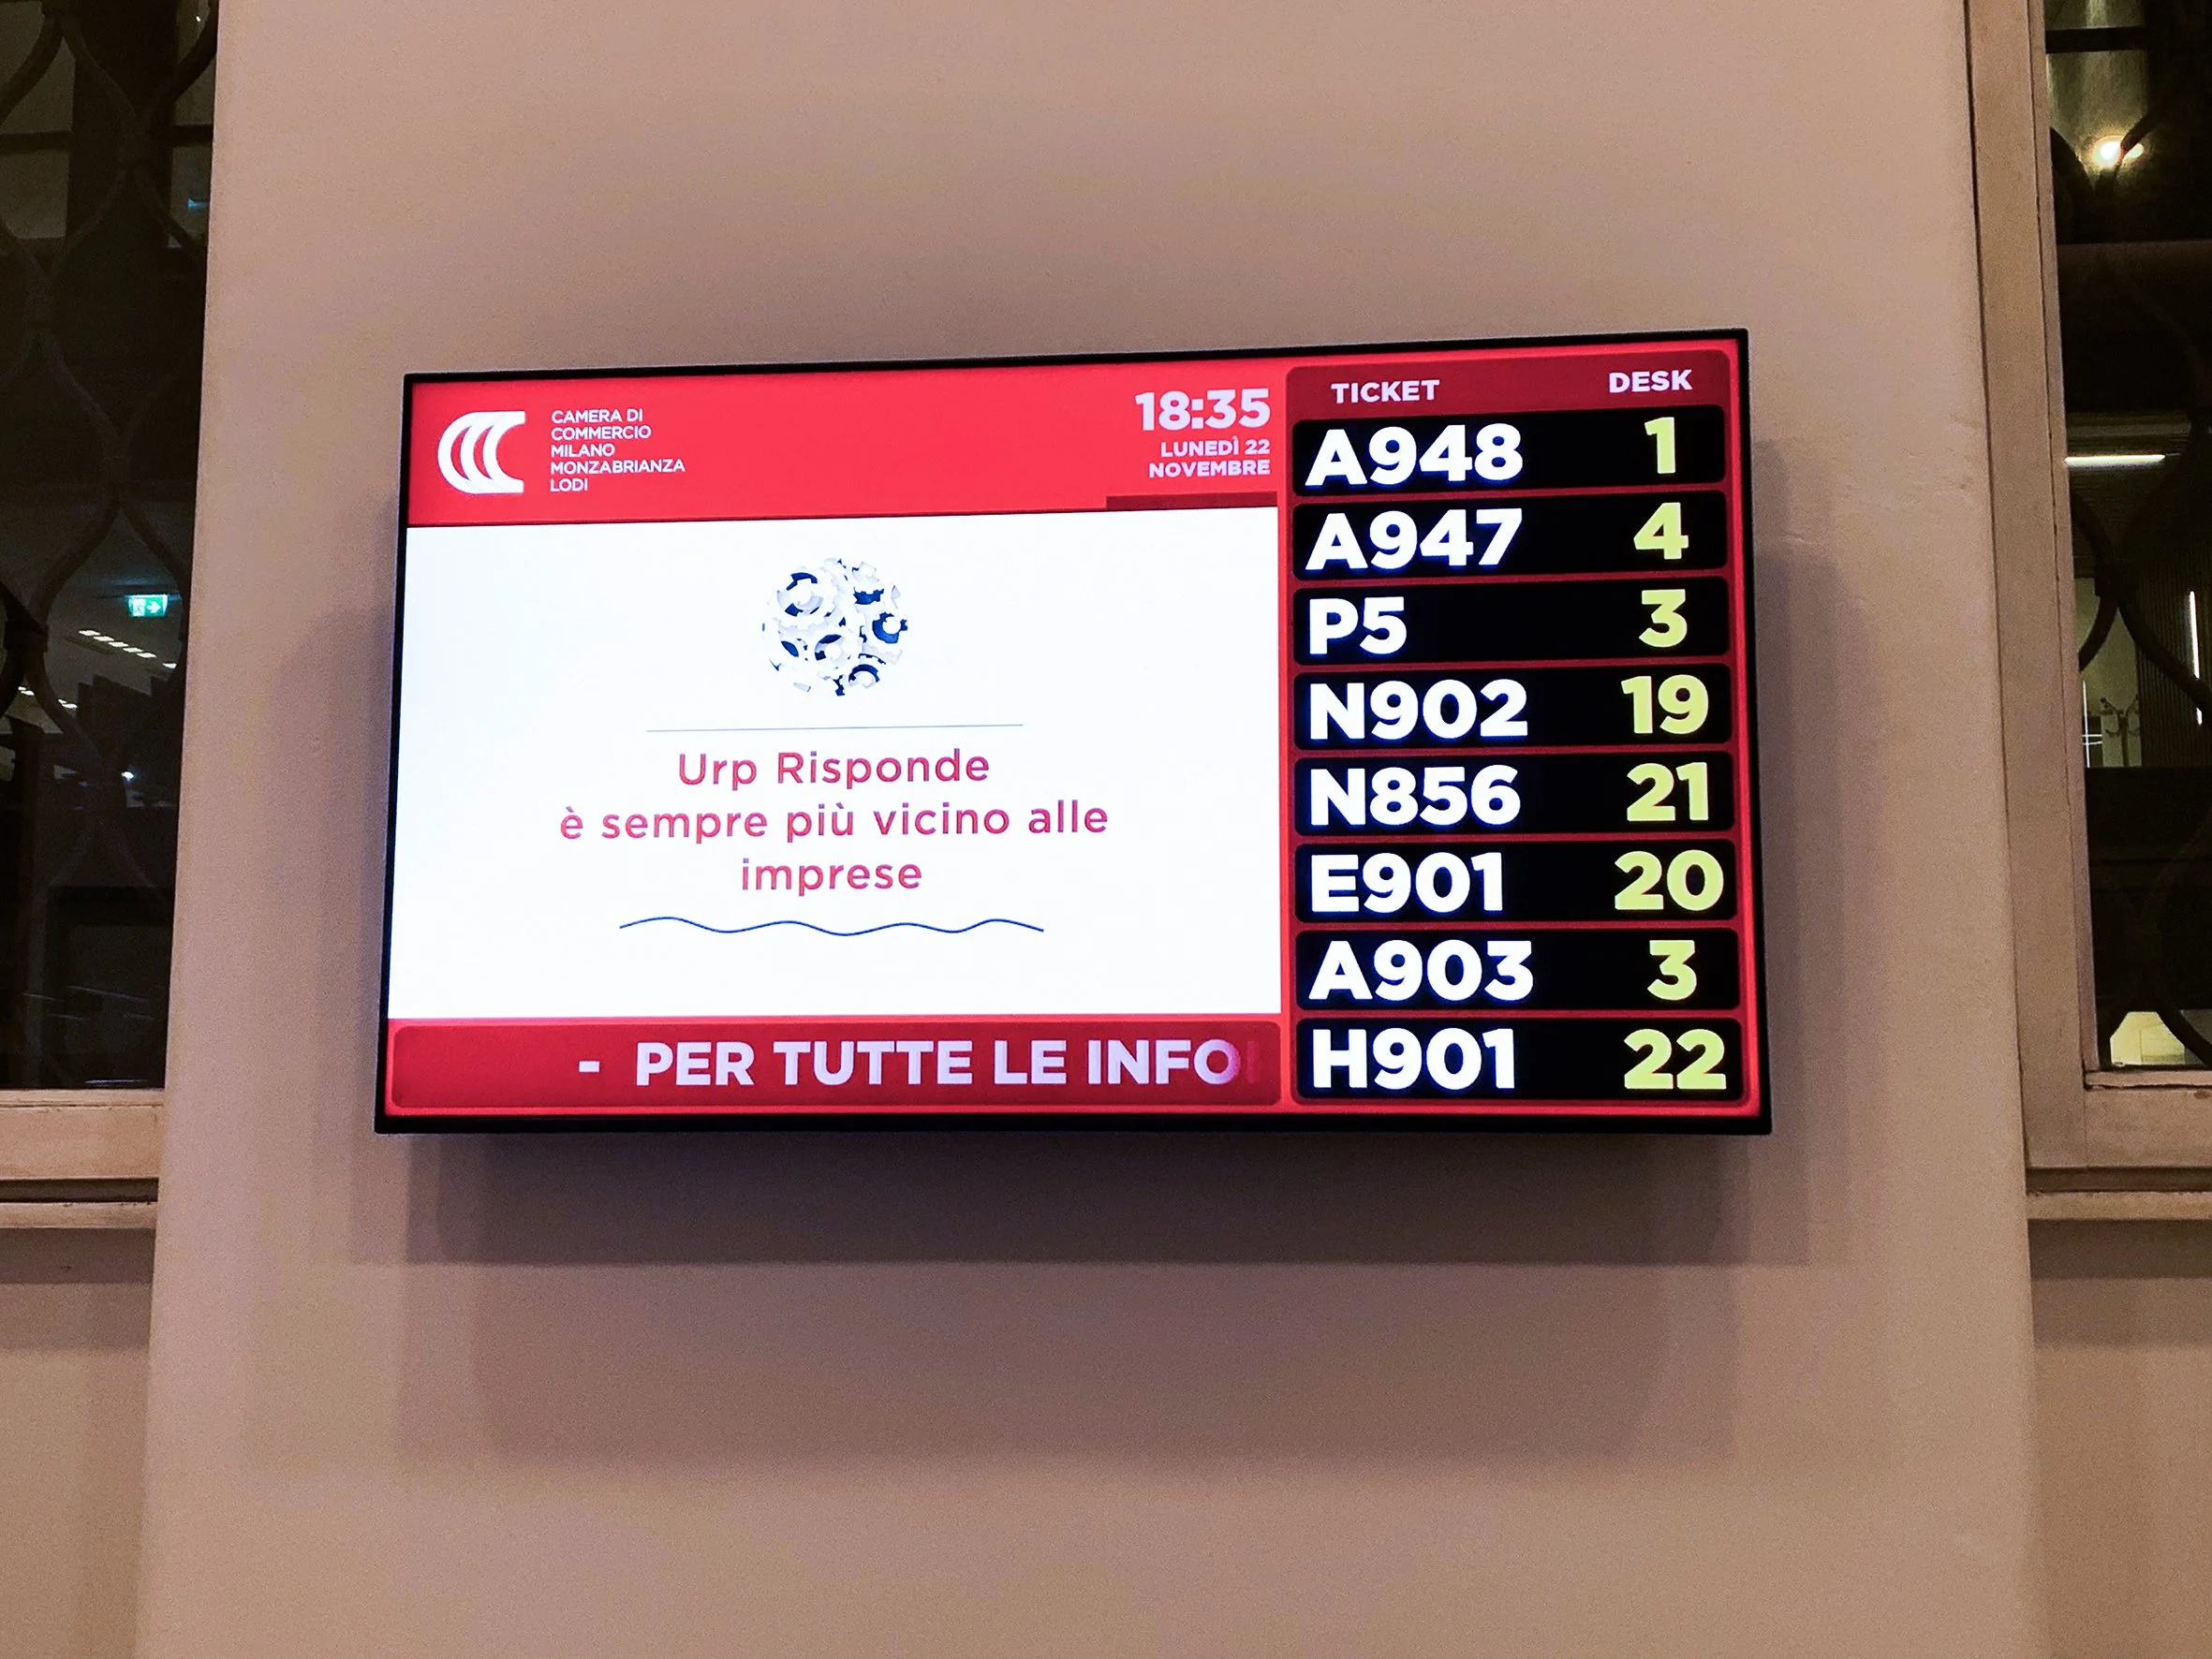 CAMERA DI
COMMERCIO
MILANO
MONZABRIANZA
LODI
18:35
LUNEDÌ 22
NOVEMBRE
Urp Risponde
è sempre più vicino alle
imprese
- PER TUTTE LE INFO
TICKET DESK
A948 1
A947 4
P5 3
N902 19
N856 21
E901 20
A903 3
H901 22